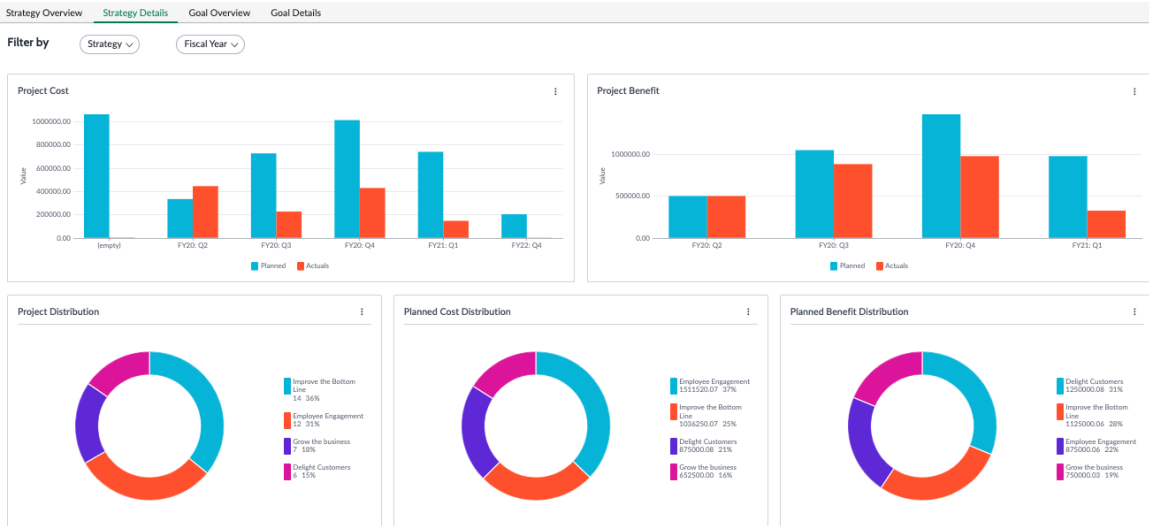 Strategy Overview Strategy Details Goal Overview Goal Details
Filter by Strategy Fiscal Year
Project Cost
1000000.00
800000.00
600000.00
400000.00
200000.00
0.00
Value
(empty) FY20: Q2 FY20: Q3 FY20: Q4 FY21: Q1 FY22: Q4
Planned Actuals
Project Benefit
1000000.00
500000.00
0.00
Value
FY20: Q2 FY20: Q3 FY20: Q4 FY21: Q1
Planned Actuals
Project Distribution
Improve the Bottom
Line
14 36%
Employee Engagement
12 31%
Grow the business
7 18%
Delight Customers
6 15%
Planned Cost Distribution
Employee Engagement
1511520.07 37%
Improve the Bottom
Line
1036250.07 25%
Delight Customers
875000.08 21%
Grow the business
652500.00 16%
Planned Benefit Distribution
Delight Customers
1250000.08 31%
Improve the Bottom
Line
1125000.06 28%
Employee Engagement
875000.06 22%
Grow the business
750000.03 19%